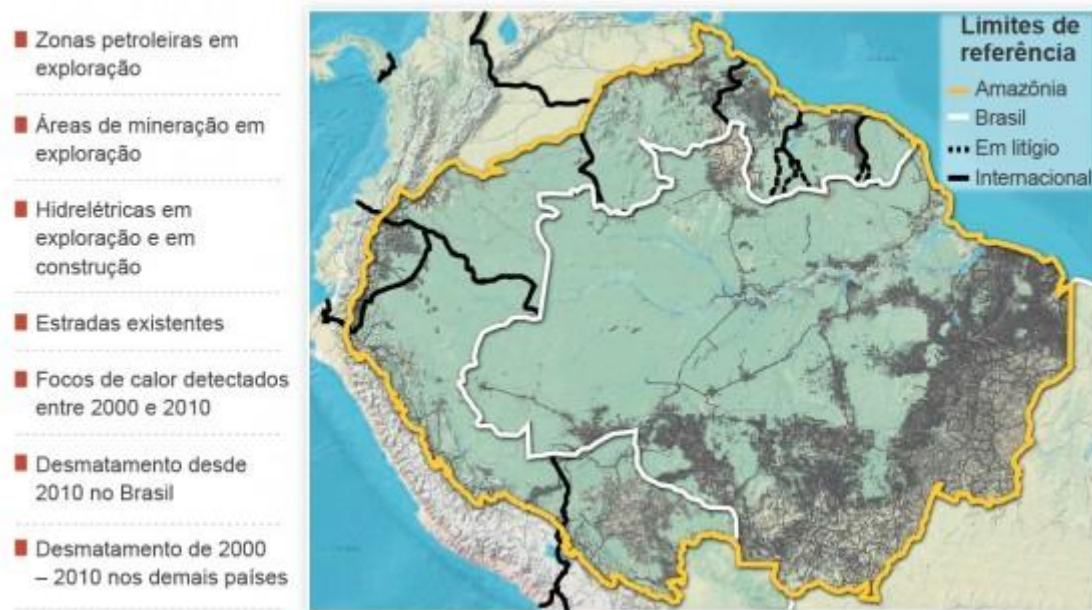 Zonas petroleiras em
exploração
Áreas de mineração em
exploração
Hidrelétricas em
exploração e em
construção
Estradas existentes
Focos de calor detectados
entre 2000 e 2010
Desmatamento desde
2010 no Brasil
Desmatamento de 2000
– 2010 nos demais países
Limites de
referência
Amazônia
Brasil
Em litígio
Internacional